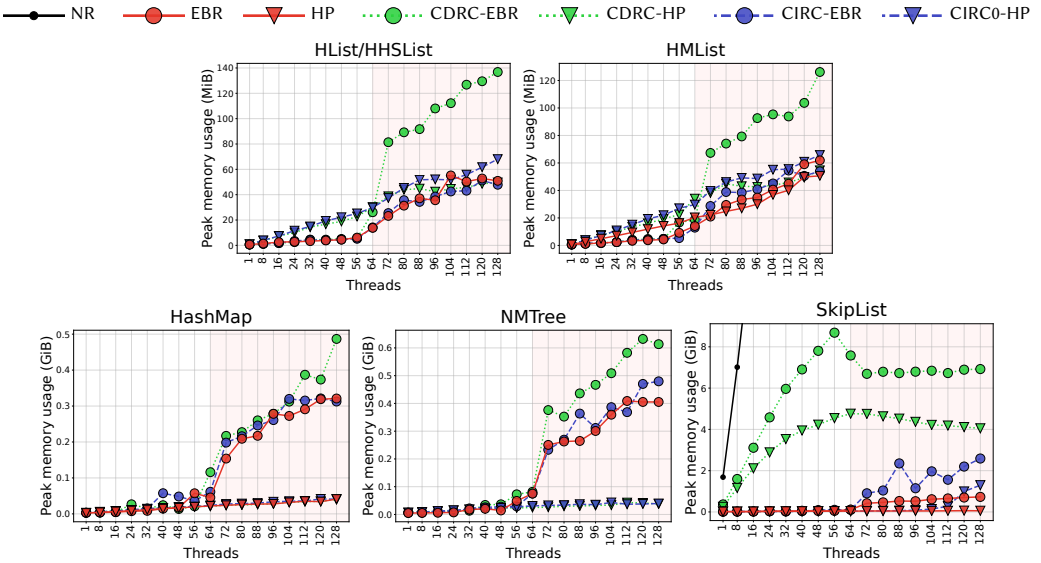 NR EBR HP CDRC-EBR CDRC-HP CIRC-EBR CIRC0-HP
HList/HHSList
Peak memory usage (MiB)
140
120
100
80
60
40
20
0
1 8 16 24 32 40 48 56 64 72 80 88 96 104 112 120 128
Threads
HMList
Peak memory usage (MiB)
120
100
80
60
40
20
0
1 8 16 24 32 40 48 56 64 72 80 88 96 104 112 120 128
Threads
HashMap
Peak memory usage (GiB)
0.5
0.4
0.3
0.2
0.1
0.0
1 8 16 24 32 40 48 56 64 72 80 88 96 104 112 120 128
Threads
NMTree
Peak memory usage (GiB)
0.6
0.4
0.2
0.0
1 8 16 24 32 40 48 56 64 72 80 88 96 104 112 120 128
Threads
SkipList
Peak memory usage (GiB)
8
6
4
2
0
1 8 16 24 32 40 48 56 64 72 80 88 96 104 112 120 128
Threads